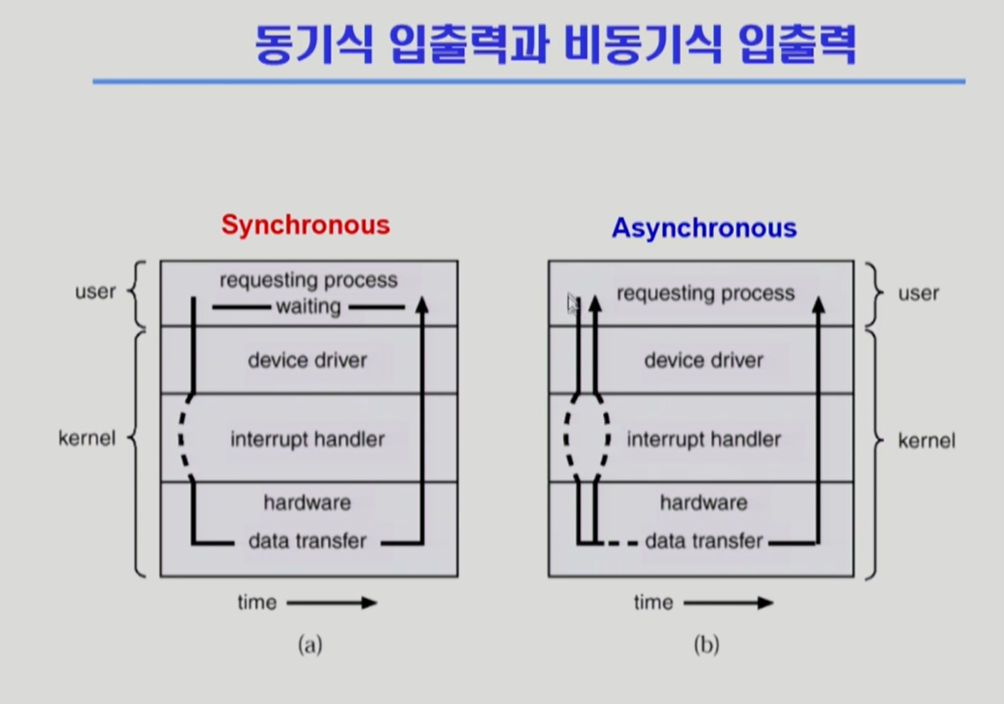 동기식 입출력과 비동기식 입출력
Synchronous
user
requesting process
waiting
device driver
kernel
interrupt handler
hardware
data transfer
time
(a)
Asynchronous
requesting process
user
device driver
interrupt handler
kernel
hardware
data transfer
time
(b)